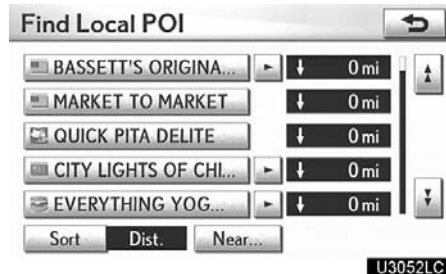 Find Local POI
BASSETT'S ORIGINA... 0 mi
MARKET TO MARKET 0 mi
QUICK PITA DELITE 0 mi
CITY LIGHTS OF CHI... 0 mi
EVERYTHING YOG... 0 mi
Sort Dist. Near...
U3052LC